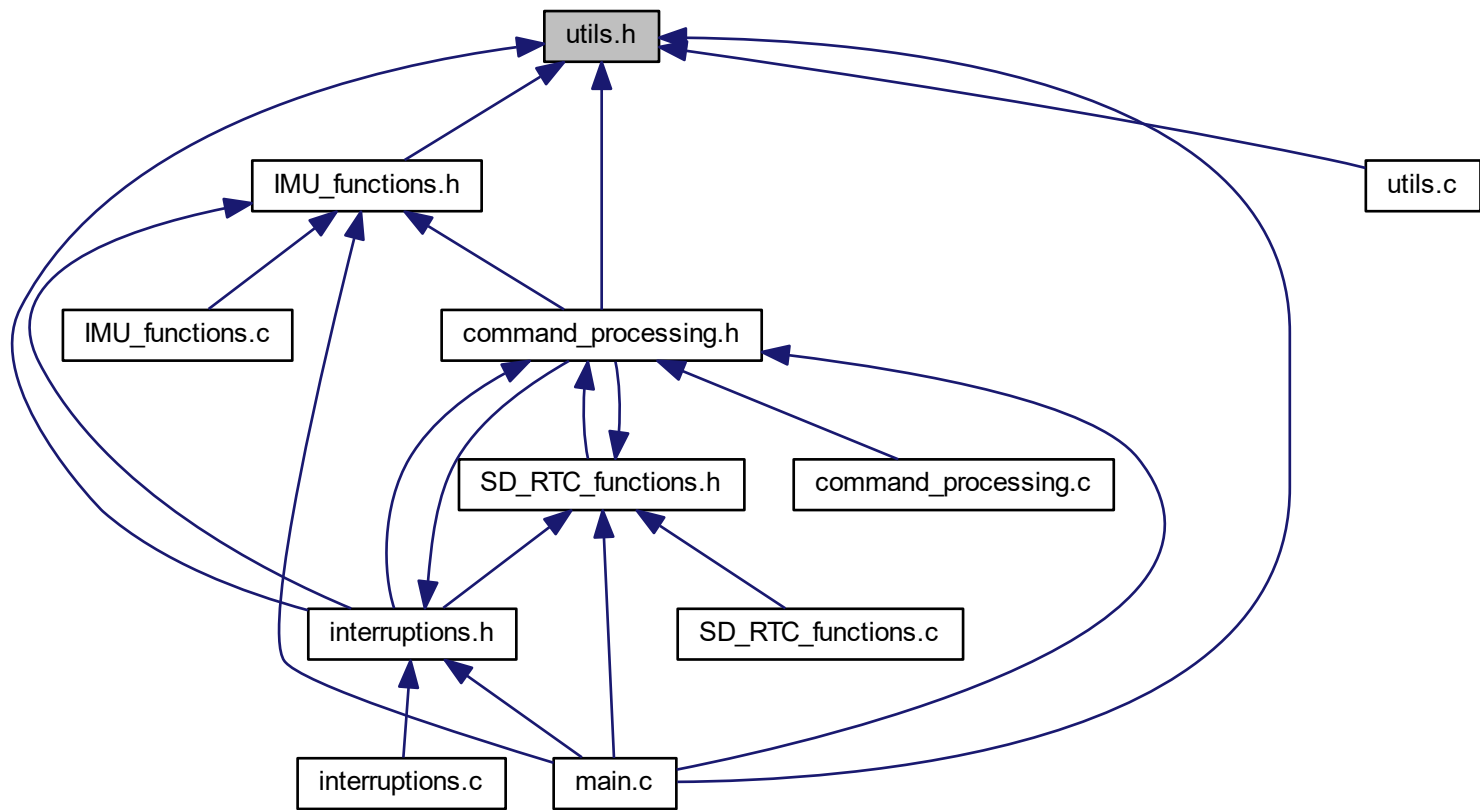 utils.h
IMU_functions.h
utils.c
IMU_functions.c
command_processing.h
SD_RTC_functions.h
command_processing.c
interruptions.h
SD_RTC_functions.c
interruptions.c
main.c